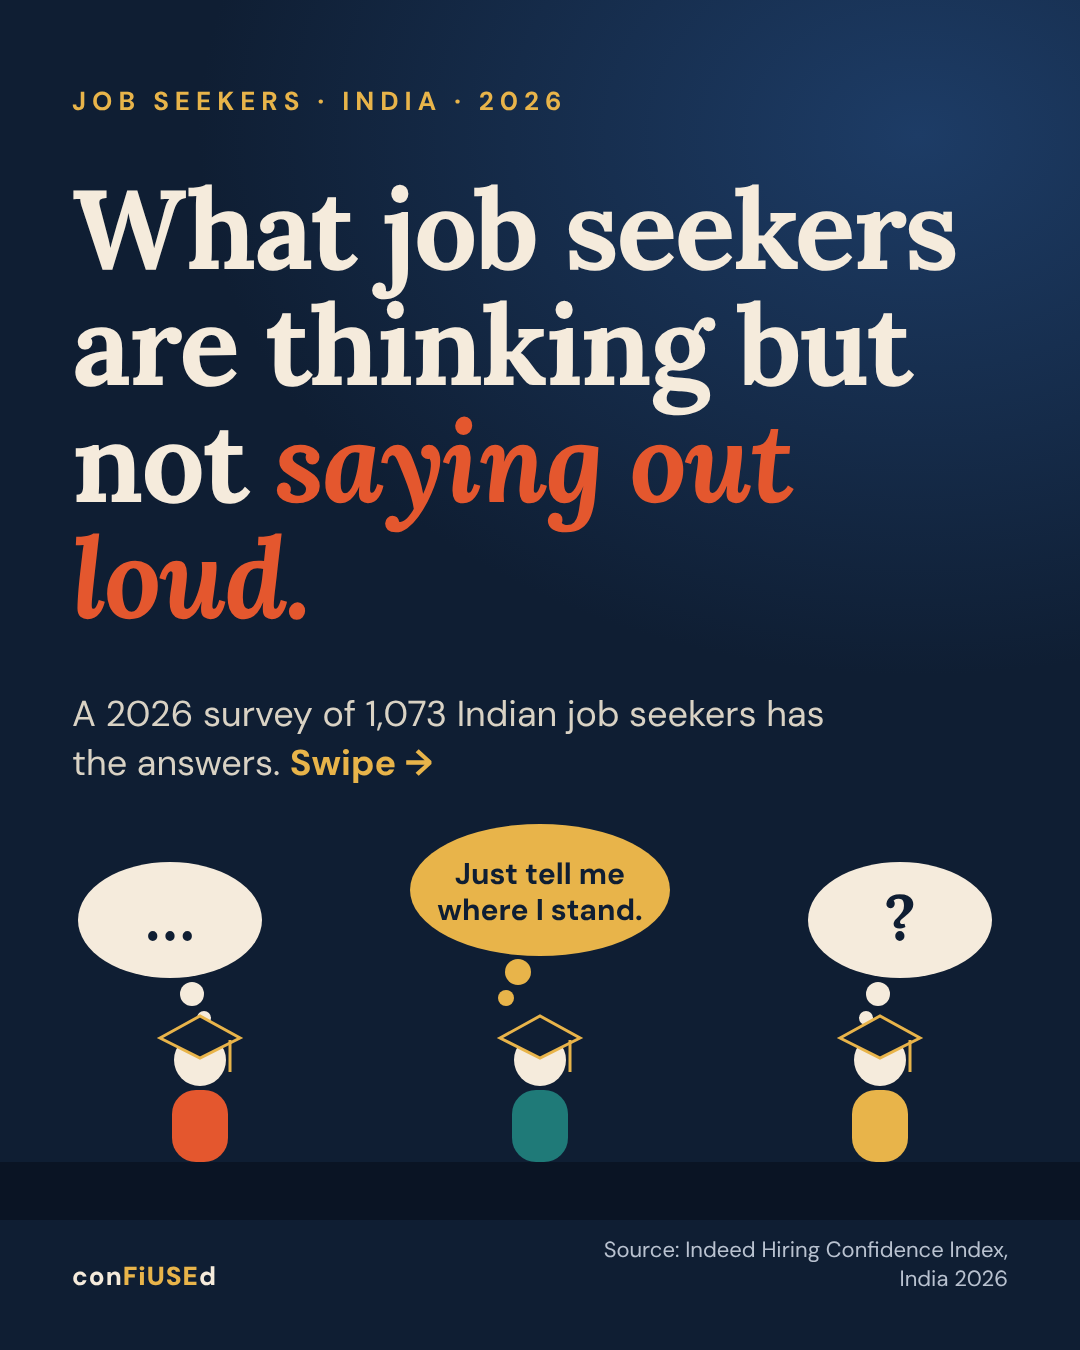 JOB SEEKERS · INDIA · 2026
What job seekers
are thinking but
not saying out
loud.
A 2026 survey of 1,073 Indian job seekers has
the answers. Swipe →
Just tell me
where I stand.
...
?
conFiUSEd
Source: Indeed Hiring Confidence Index,
India 2026